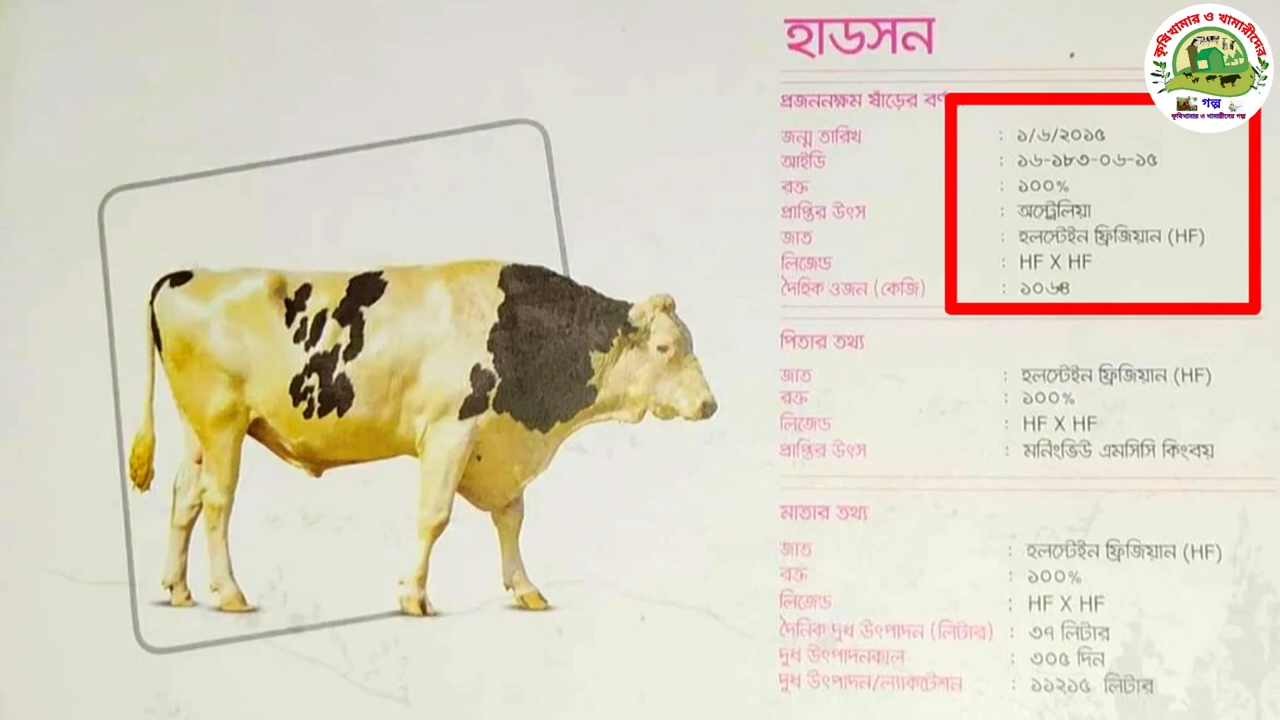 হাডসন
কৃষিখামার ও খামারীদের
গল্প
কৃষিখামার ও খামারীদের গল্প
প্রজননক্ষম ষাঁড়ের বর্ণ
জন্ম তারিখ : ১/৬/২০১৫
আইডি : ১৬-১৮৩-০৬-১৫
রক্ত : ১০০%
প্রাপ্তির উৎস : অস্ট্রেলিয়া
জাত : হলস্টেইন ফ্রিজিয়ান (HF)
লিজেন্ড : HF X HF
দৈহিক ওজন (কেজি) : ১০৬৪
পিতার তথ্য
জাত : হলস্টেইন ফ্রিজিয়ান (HF)
রক্ত : ১০০%
লিজেন্ড : HF X HF
প্রাপ্তির উৎস : মর্নিংভিউ এমসিসি কিংবয়
মাতার তথ্য
জাত : হলস্টেইন ফ্রিজিয়ান (HF)
রক্ত : ১০০%
লিজেন্ড : HF X HF
দৈনিক দুধ উৎপাদন (লিটার) : ৩৭ লিটার
দুধ উৎপাদনকাল : ৩০৫ দিন
দুধ উৎপাদন/ল্যাকটেশন : ১১২১৫ লিটার